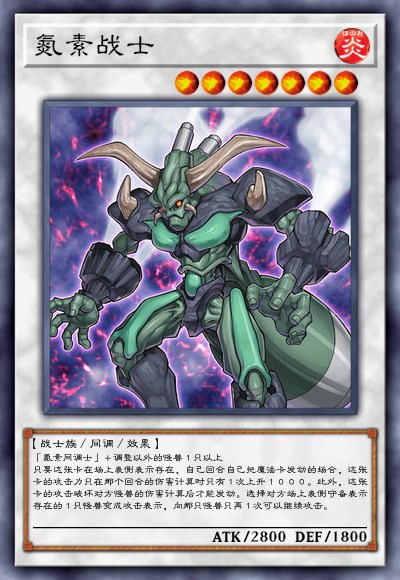 氮素战士
ほのお
炎
【战士族／同调／效果】
「氮素同调士」＋调整以外的怪兽1只以上
只要这张卡在场上表侧表示存在，自己回合自己把魔法卡发动的场合，这张
卡的攻击力只在那个回合的伤害计算时只有1次上升１０００。此外，这张
卡的攻击破坏对方怪兽的伤害计算后才能发动。选择对方场上表侧守备表示
存在的1只怪兽变成攻击表示，向那只怪兽只再1次可以继续攻击。
ATK/2800 DEF/1800